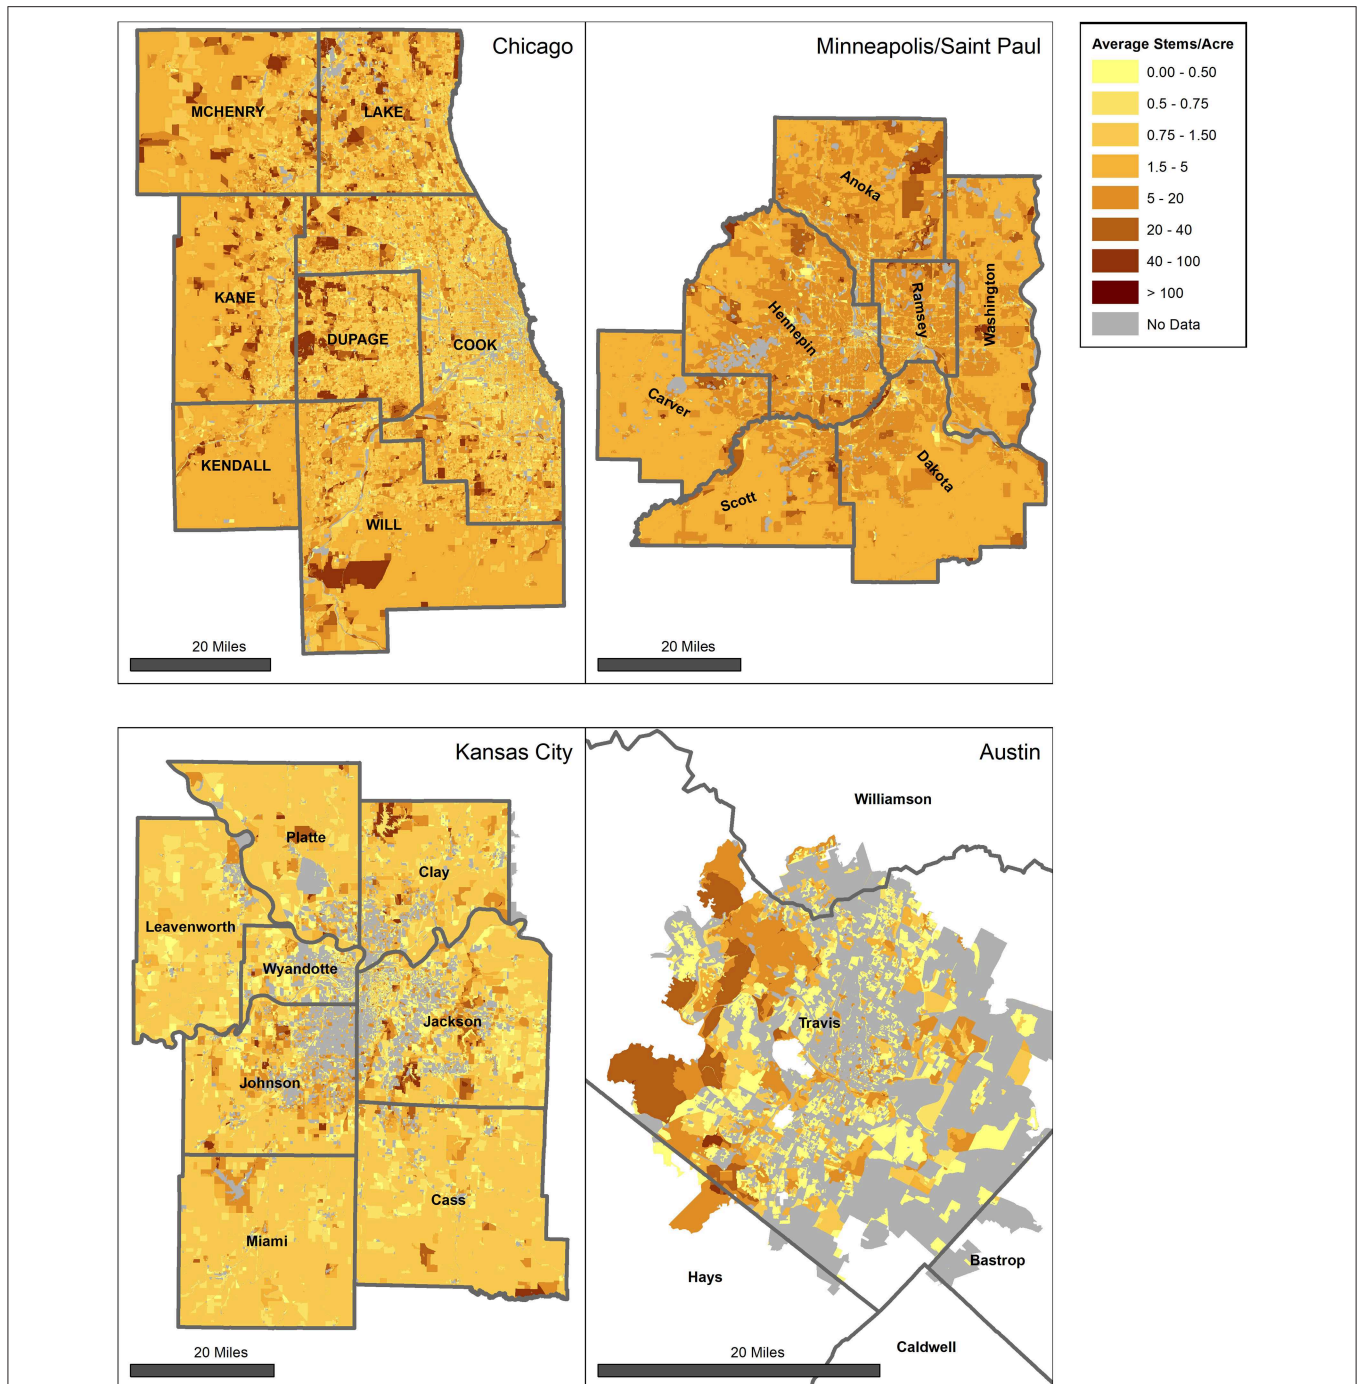 Chicago
MCHENRY
LAKE
KANE
DUPAGE
COOK
KENDALL
WILL
20 Miles
Minneapolis/Saint Paul
Anoka
Hennepin
Ramsey
Washington
Carver
Scott
Dakota
20 Miles
Average Stems/Acre
0.00 - 0.50
0.5 - 0.75
0.75 - 1.50
1.5 - 5
5 - 20
20 - 40
40 - 100
> 100
No Data
Kansas City
Platte
Clay
Leavenworth
Wyandotte
Jackson
Johnson
Cass
Miami
20 Miles
Austin
Williamson
Travis
Hays
Bastrop
Caldwell
20 Miles